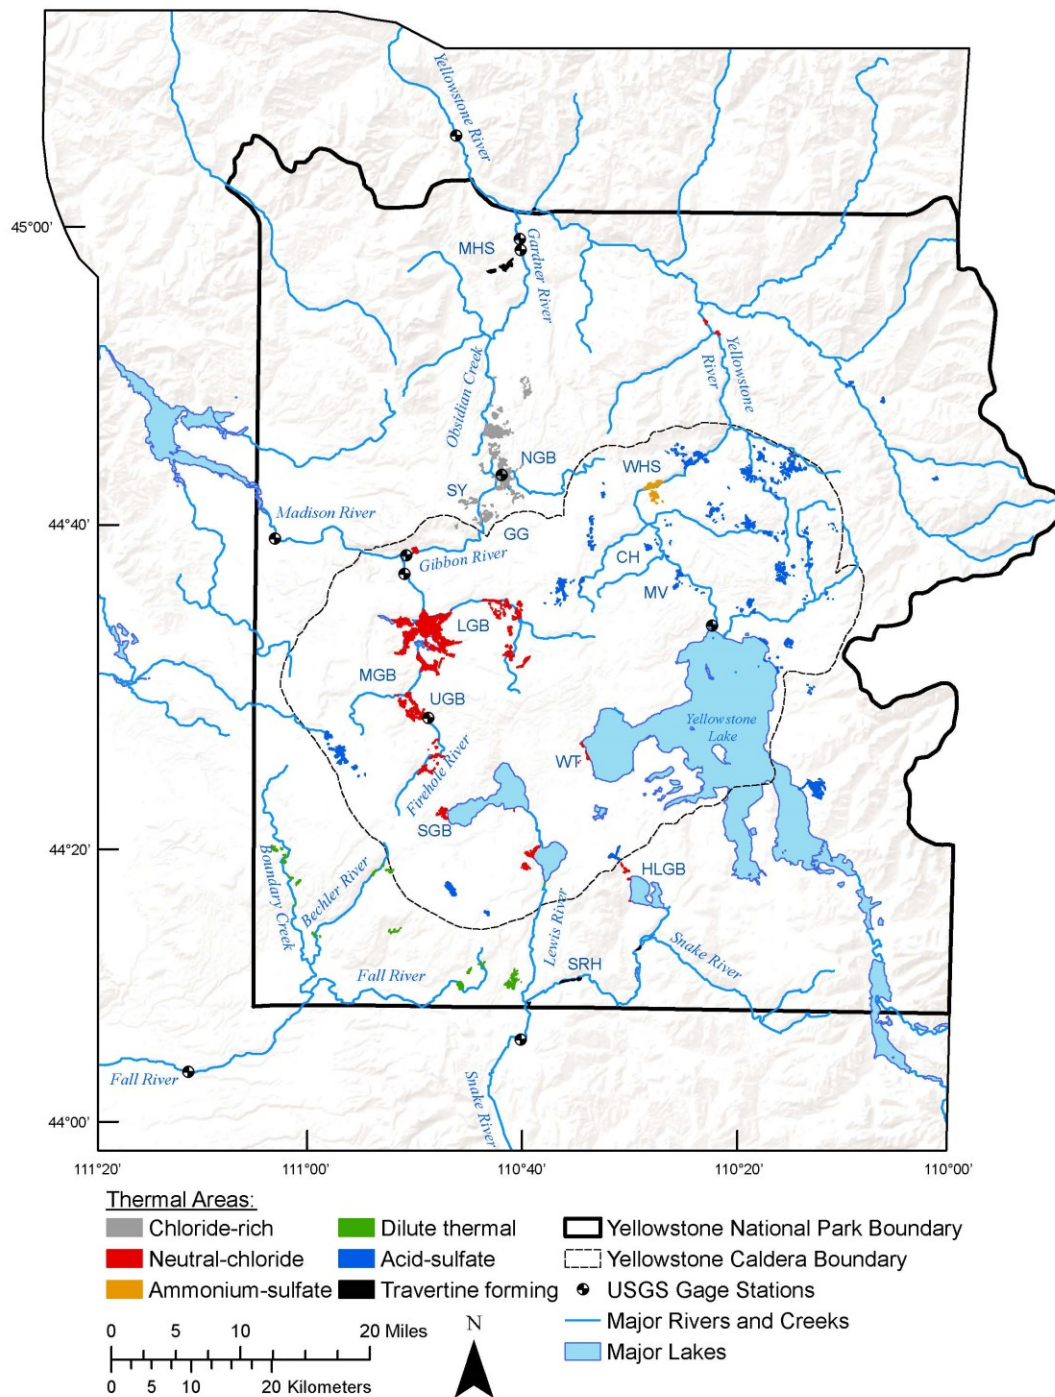 Yellowstone River
45°00'
MHS
Gardner River
Obsidian Creek
Yellowstone
River
NGB
WHS
SY
44°40'
Madison River
GG
Gibbon River
CH
MV
LGB
MGB
UGB
Yellowstone
Lake
WT
Firehole River
SGB
44°20'
Boundary Creek
Bechler River
HLGB
Lewis River
Snake River
SRH
Fall River
Fall River
Snake River
44°00'
111°20' 111°00' 110°40' 110°20' 110°00'
Thermal Areas:
Chloride-rich Dilute thermal Yellowstone National Park Boundary
Neutral-chloride Acid-sulfate Yellowstone Caldera Boundary
Ammonium-sulfate Travertine forming USGS Gage Stations
Major Rivers and Creeks
Major Lakes
0 5 10 20 Miles
0 5 10 20 Kilometers
N